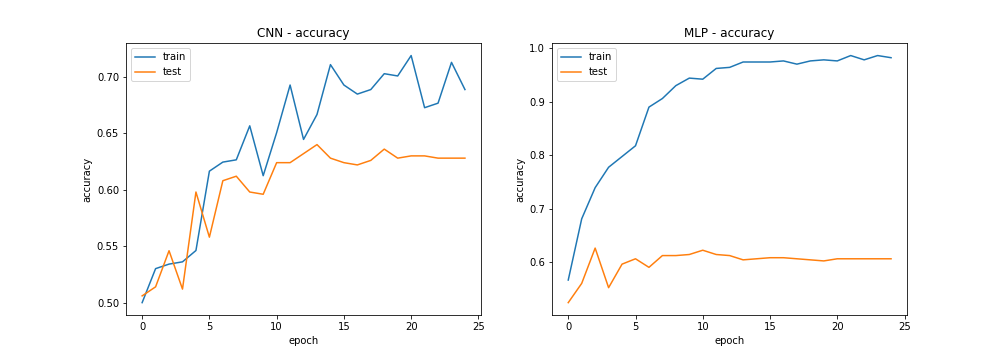 CNN - accuracy
train
test
accuracy
0.70
0.65
0.60
0.55
0.50
0 5 10 15 20 25
epoch
MLP - accuracy
train
test
accuracy
1.0
0.9
0.8
0.7
0.6
0 5 10 15 20 25
epoch